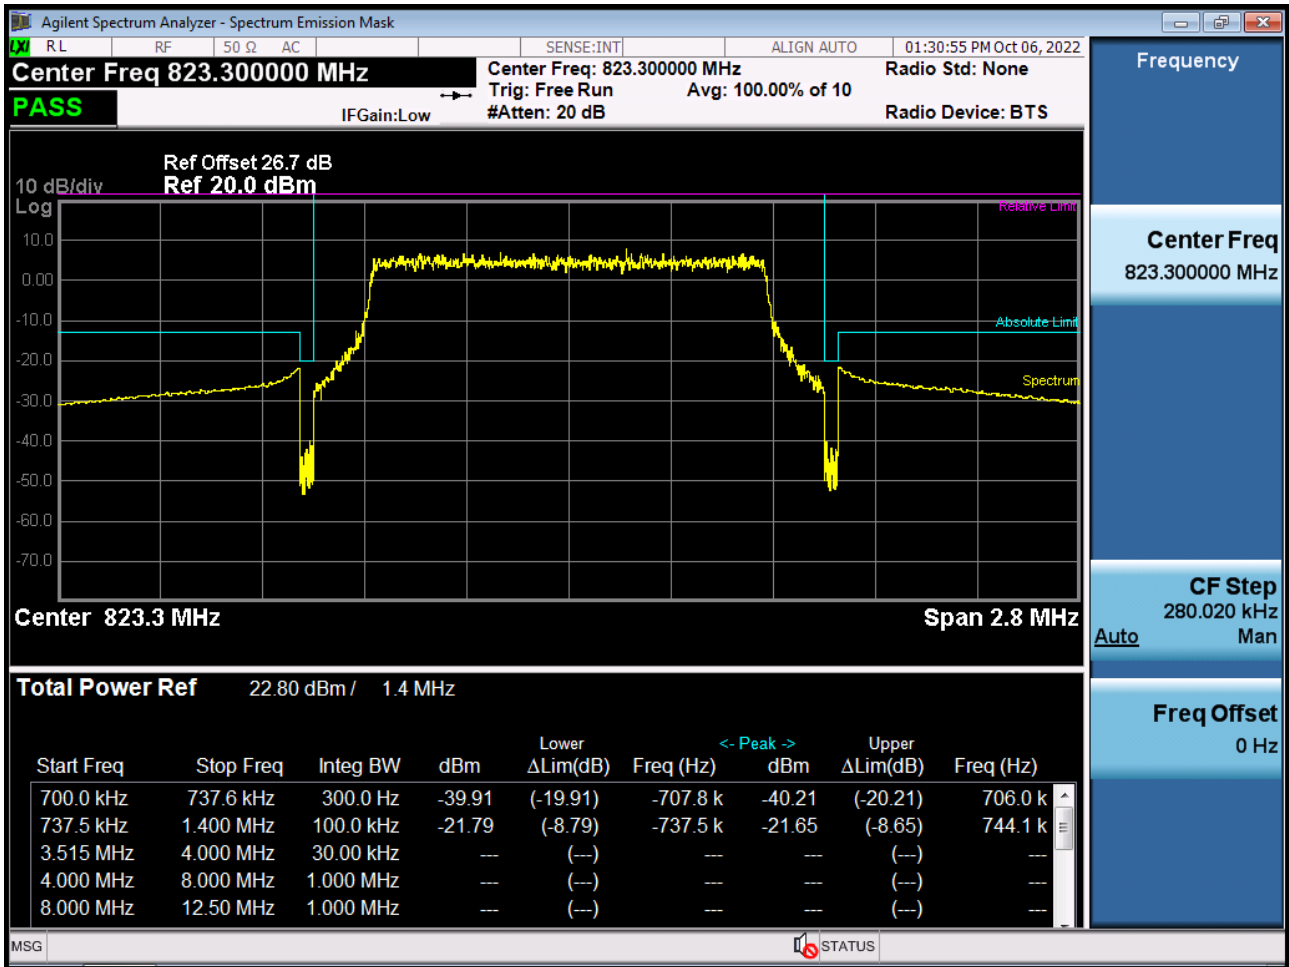 Agilent Spectrum Analyzer - Spectrum Emission Mask
LXI RL RF 50 Ω AC SENSE:INT ALIGN AUTO 01:30:55 PM Oct 06, 2022
Center Freq 823.300000 MHz
Center Freq: 823.300000 MHz
Radio Std: None
Trig: Free Run
Avg: 100.00% of 10
PASS
IFGain:Low
#Atten: 20 dB
Radio Device: BTS
Ref Offset 26.7 dB
10 dB/div Ref 20.0 dBm
Log
Relative Limit
10.0
0.00
-10.0
Absolute Limit
-20.0
Spectrum
-30.0
-40.0
-50.0
-60.0
-70.0
Center 823.3 MHz
Span 2.8 MHz
Total Power Ref 22.80 dBm / 1.4 MHz
Lower <- Peak -> Upper
Start Freq Stop Freq Integ BW dBm ΔLim(dB) Freq (Hz) dBm ΔLim(dB) Freq (Hz)
700.0 kHz 737.6 kHz 300.0 Hz -39.91 (-19.91) -707.8 k -40.21 (-20.21) 706.0 k
737.5 kHz 1.400 MHz 100.0 kHz -21.79 (-8.79) -737.5 k -21.65 (-8.65) 744.1 k
3.515 MHz 4.000 MHz 30.00 kHz --- (---) --- --- (---) ---
4.000 MHz 8.000 MHz 1.000 MHz --- (---) --- --- (---) ---
8.000 MHz 12.50 MHz 1.000 MHz --- (---) --- --- (---) ---
MSG STATUS
Frequency
Center Freq
823.300000 MHz
CF Step
280.020 kHz
Auto Man
Freq Offset
0 Hz